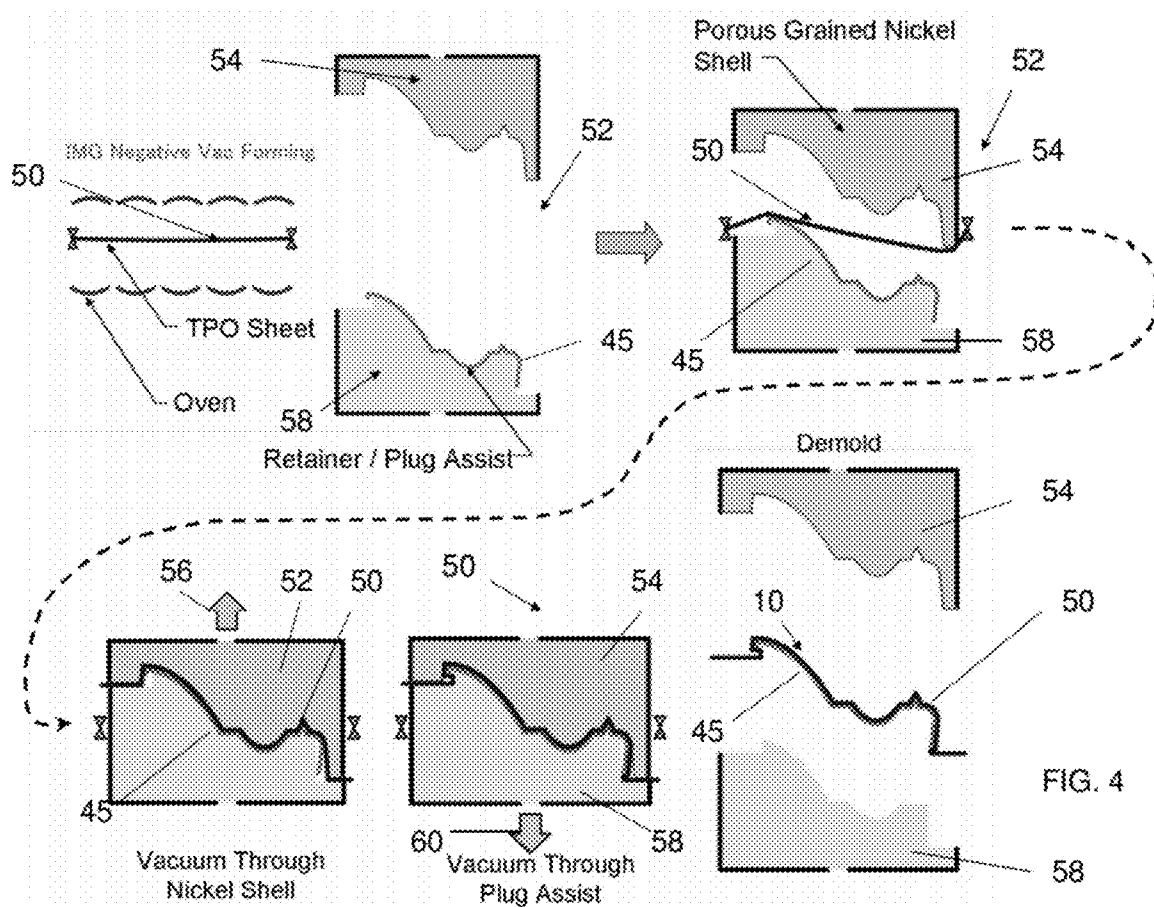 54
Porous Grained Nickel
Shell
52
52
IMG Negative Vac Forming
50
50
54
TPO Sheet
45
45
58
Oven
58
Retainer / Plug Assist
Demold
54
56
52
50
50
54
10
50
45
45
60
58
FIG. 4
58
Vacuum Through
Nickel Shell
Vacuum Through
Plug Assist